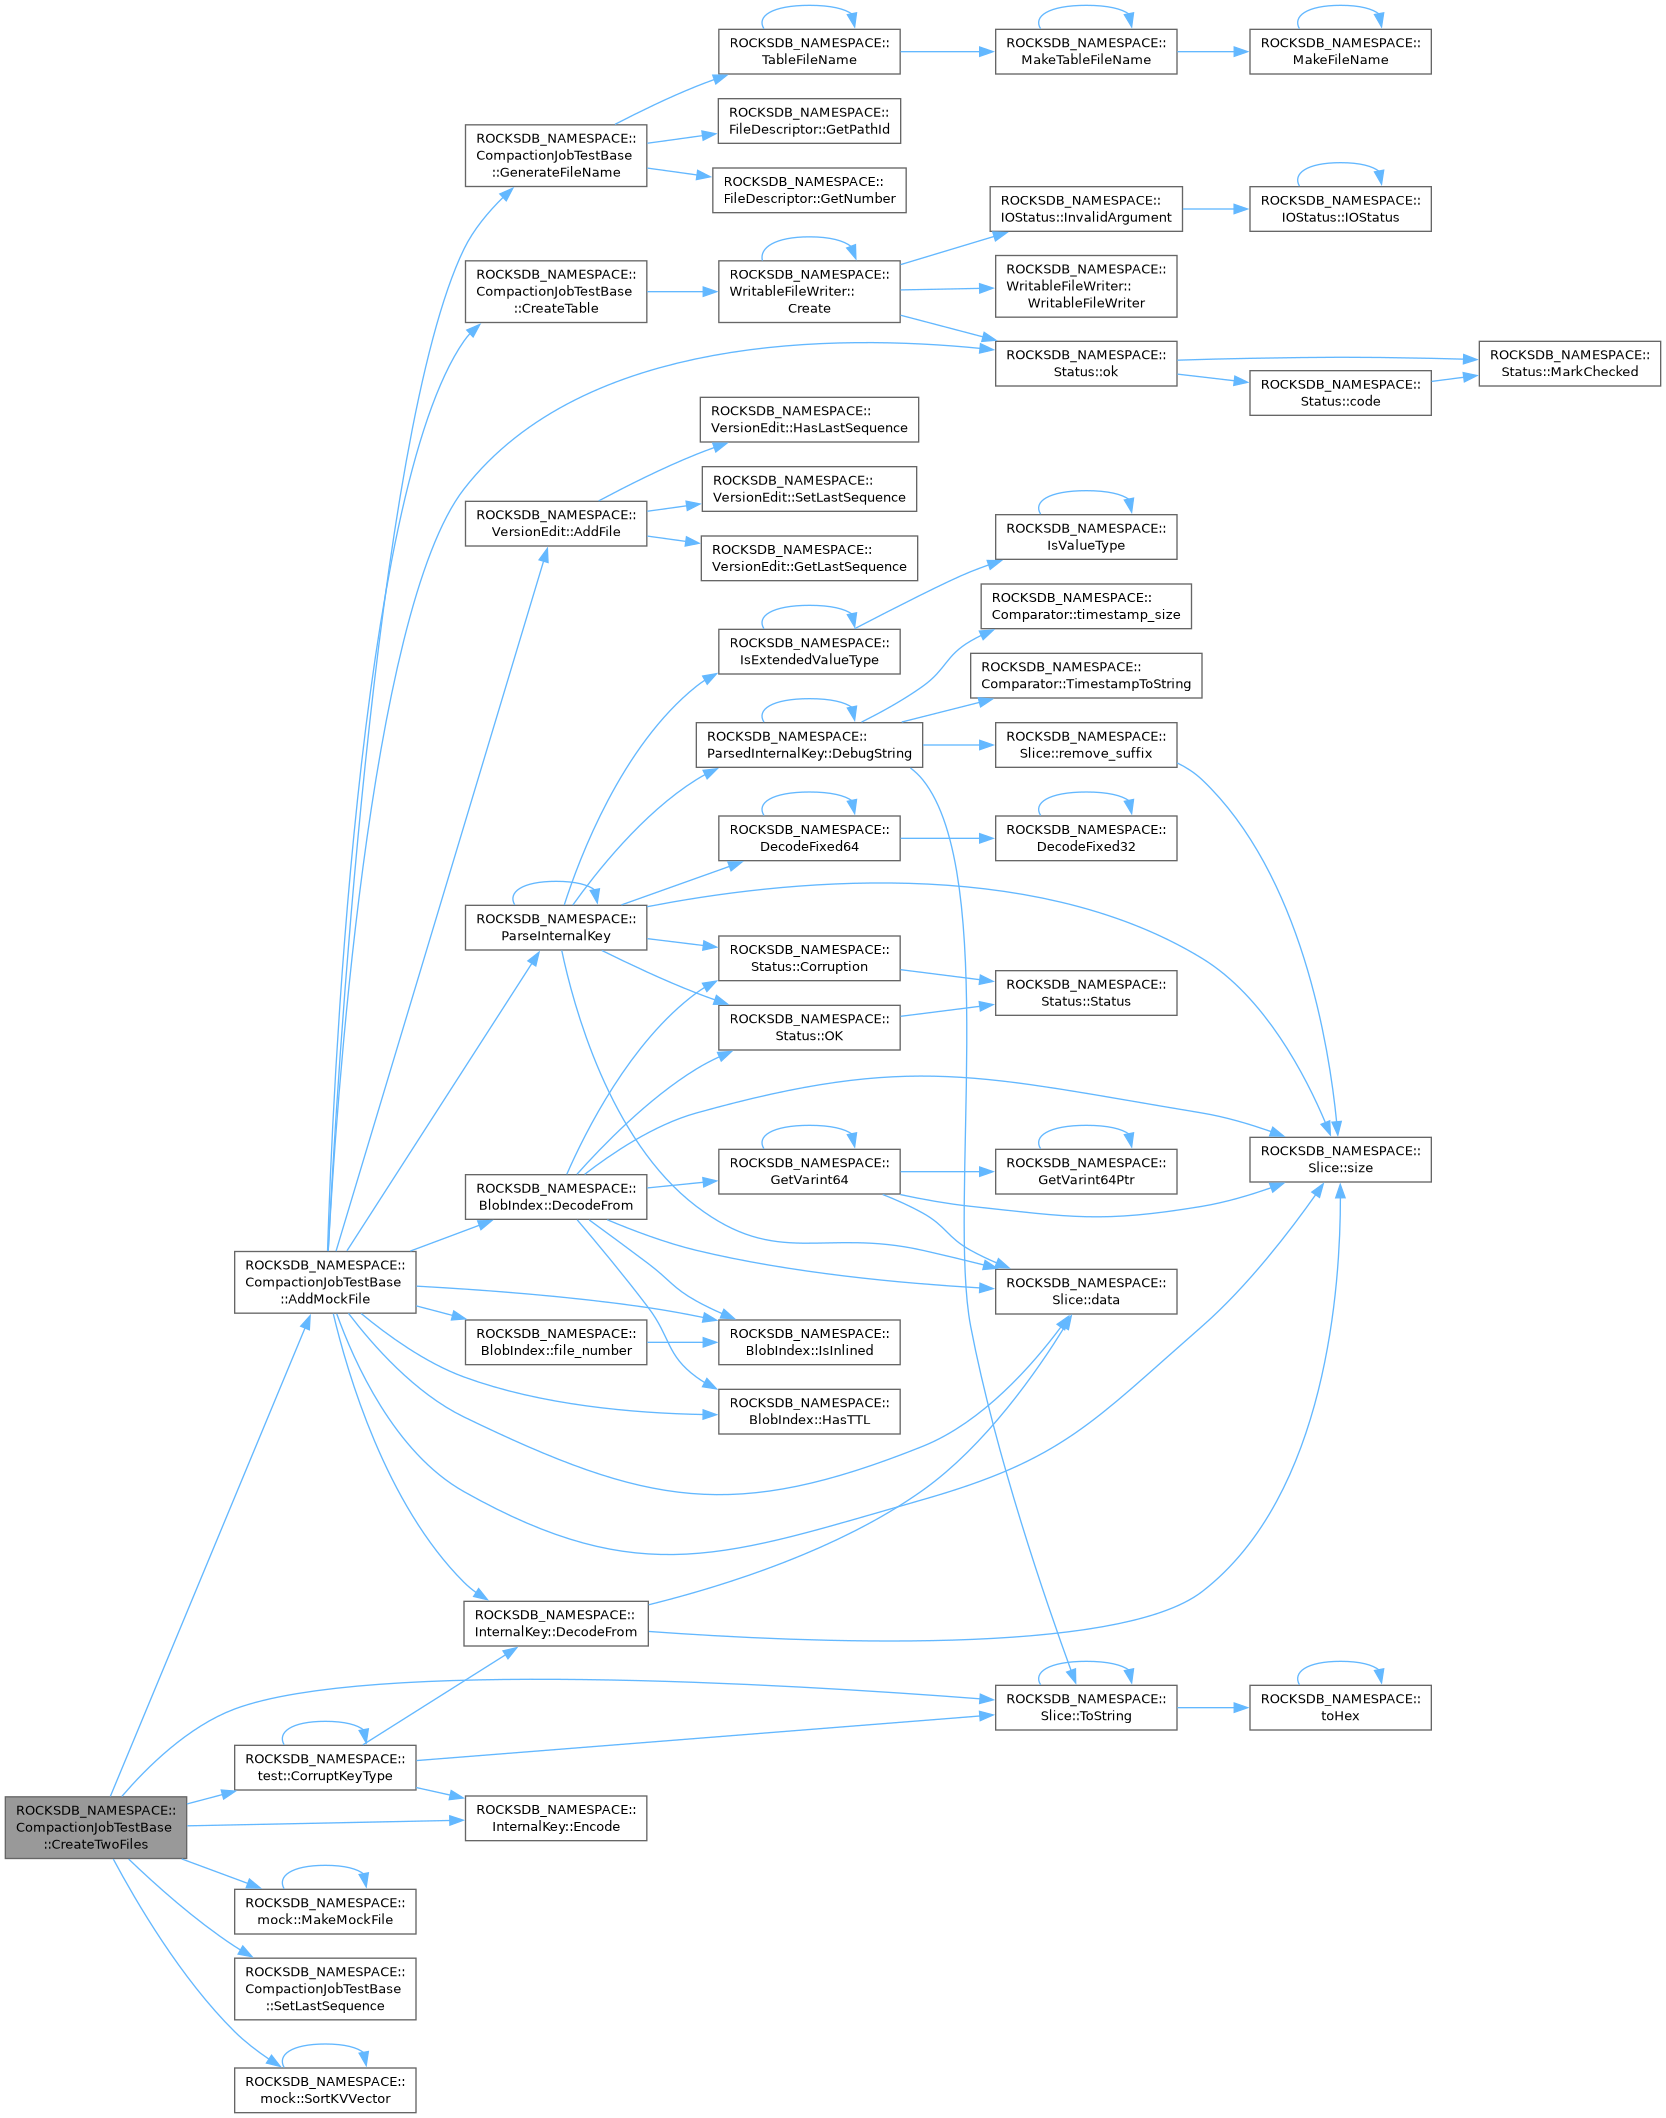 ROCKSDB_NAMESPACE::
TableFileName
ROCKSDB_NAMESPACE::
MakeTableFileName
ROCKSDB_NAMESPACE::
MakeFileName
ROCKSDB_NAMESPACE::
FileDescriptor::GetPathId
ROCKSDB_NAMESPACE::
CompactionJobTestBase
::GenerateFileName
ROCKSDB_NAMESPACE::
FileDescriptor::GetNumber
ROCKSDB_NAMESPACE::
IOStatus::InvalidArgument
ROCKSDB_NAMESPACE::
IOStatus::IOStatus
ROCKSDB_NAMESPACE::
CompactionJobTestBase
::CreateTable
ROCKSDB_NAMESPACE::
WritableFileWriter::
Create
ROCKSDB_NAMESPACE::
WritableFileWriter::
WritableFileWriter
ROCKSDB_NAMESPACE::
Status::ok
ROCKSDB_NAMESPACE::
Status::MarkChecked
ROCKSDB_NAMESPACE::
Status::code
ROCKSDB_NAMESPACE::
VersionEdit::HasLastSequence
ROCKSDB_NAMESPACE::
VersionEdit::SetLastSequence
ROCKSDB_NAMESPACE::
VersionEdit::AddFile
ROCKSDB_NAMESPACE::
VersionEdit::GetLastSequence
ROCKSDB_NAMESPACE::
IsValueType
ROCKSDB_NAMESPACE::
Comparator::timestamp_size
ROCKSDB_NAMESPACE::
IsExtendedValueType
ROCKSDB_NAMESPACE::
Comparator::TimestampToString
ROCKSDB_NAMESPACE::
ParsedInternalKey::DebugString
ROCKSDB_NAMESPACE::
Slice::remove_suffix
ROCKSDB_NAMESPACE::
DecodeFixed64
ROCKSDB_NAMESPACE::
DecodeFixed32
ROCKSDB_NAMESPACE::
ParseInternalKey
ROCKSDB_NAMESPACE::
Status::Corruption
ROCKSDB_NAMESPACE::
Status::Status
ROCKSDB_NAMESPACE::
Status::OK
ROCKSDB_NAMESPACE::
Slice::size
ROCKSDB_NAMESPACE::
GetVarint64
ROCKSDB_NAMESPACE::
GetVarint64Ptr
ROCKSDB_NAMESPACE::
BlobIndex::DecodeFrom
ROCKSDB_NAMESPACE::
CompactionJobTestBase
::AddMockFile
ROCKSDB_NAMESPACE::
Slice::data
ROCKSDB_NAMESPACE::
BlobIndex::file_number
ROCKSDB_NAMESPACE::
BlobIndex::IsInlined
ROCKSDB_NAMESPACE::
BlobIndex::HasTTL
ROCKSDB_NAMESPACE::
InternalKey::DecodeFrom
ROCKSDB_NAMESPACE::
Slice::ToString
ROCKSDB_NAMESPACE::
toHex
ROCKSDB_NAMESPACE::
test::CorruptKeyType
ROCKSDB_NAMESPACE::
InternalKey::Encode
ROCKSDB_NAMESPACE::
CompactionJobTestBase
::CreateTwoFiles
ROCKSDB_NAMESPACE::
mock::MakeMockFile
ROCKSDB_NAMESPACE::
CompactionJobTestBase
::SetLastSequence
ROCKSDB_NAMESPACE::
mock::SortKVVector